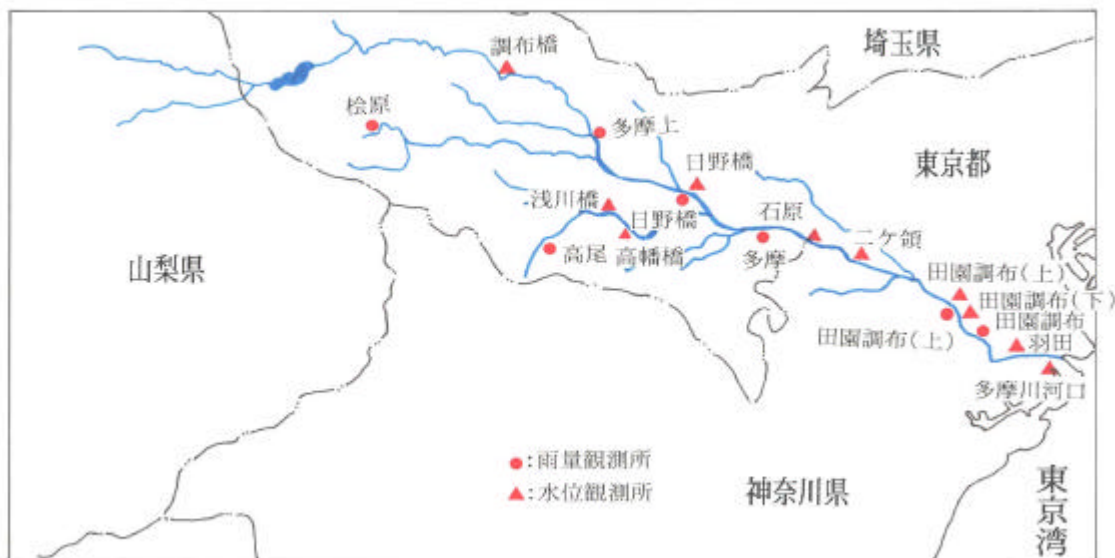 埼玉県
調布橋
桧原
多摩上
東京都
日野橋
浅川橋
日野橋
石原
二ケ領
高尾
高幡橋
多摩
山梨県
田園調布(上)
田園調布(下)
田園調布
田園調布(上)
羽田
多摩川河口
●:雨量観測所
▲:水位観測所
神奈川県
東京湾